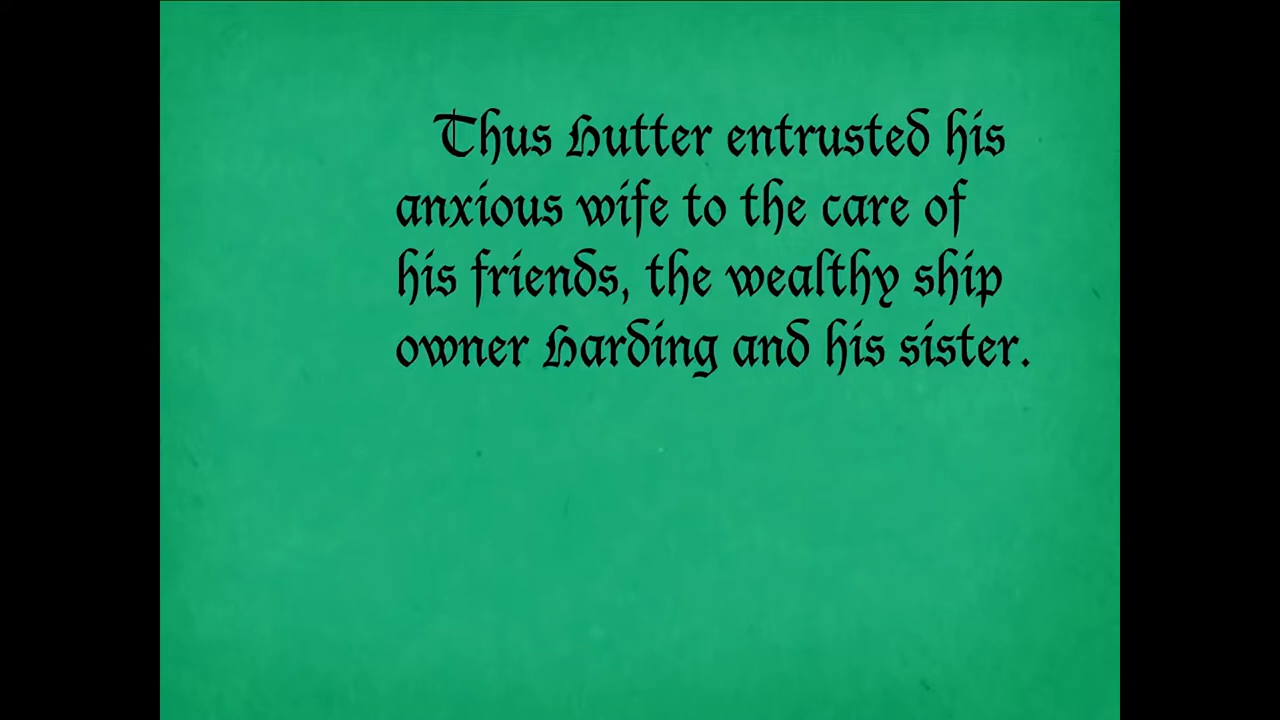 Thus Hutter entrusted his
anxious wife to the care of
his friends, the wealthy ship
owner Harding and his sister.